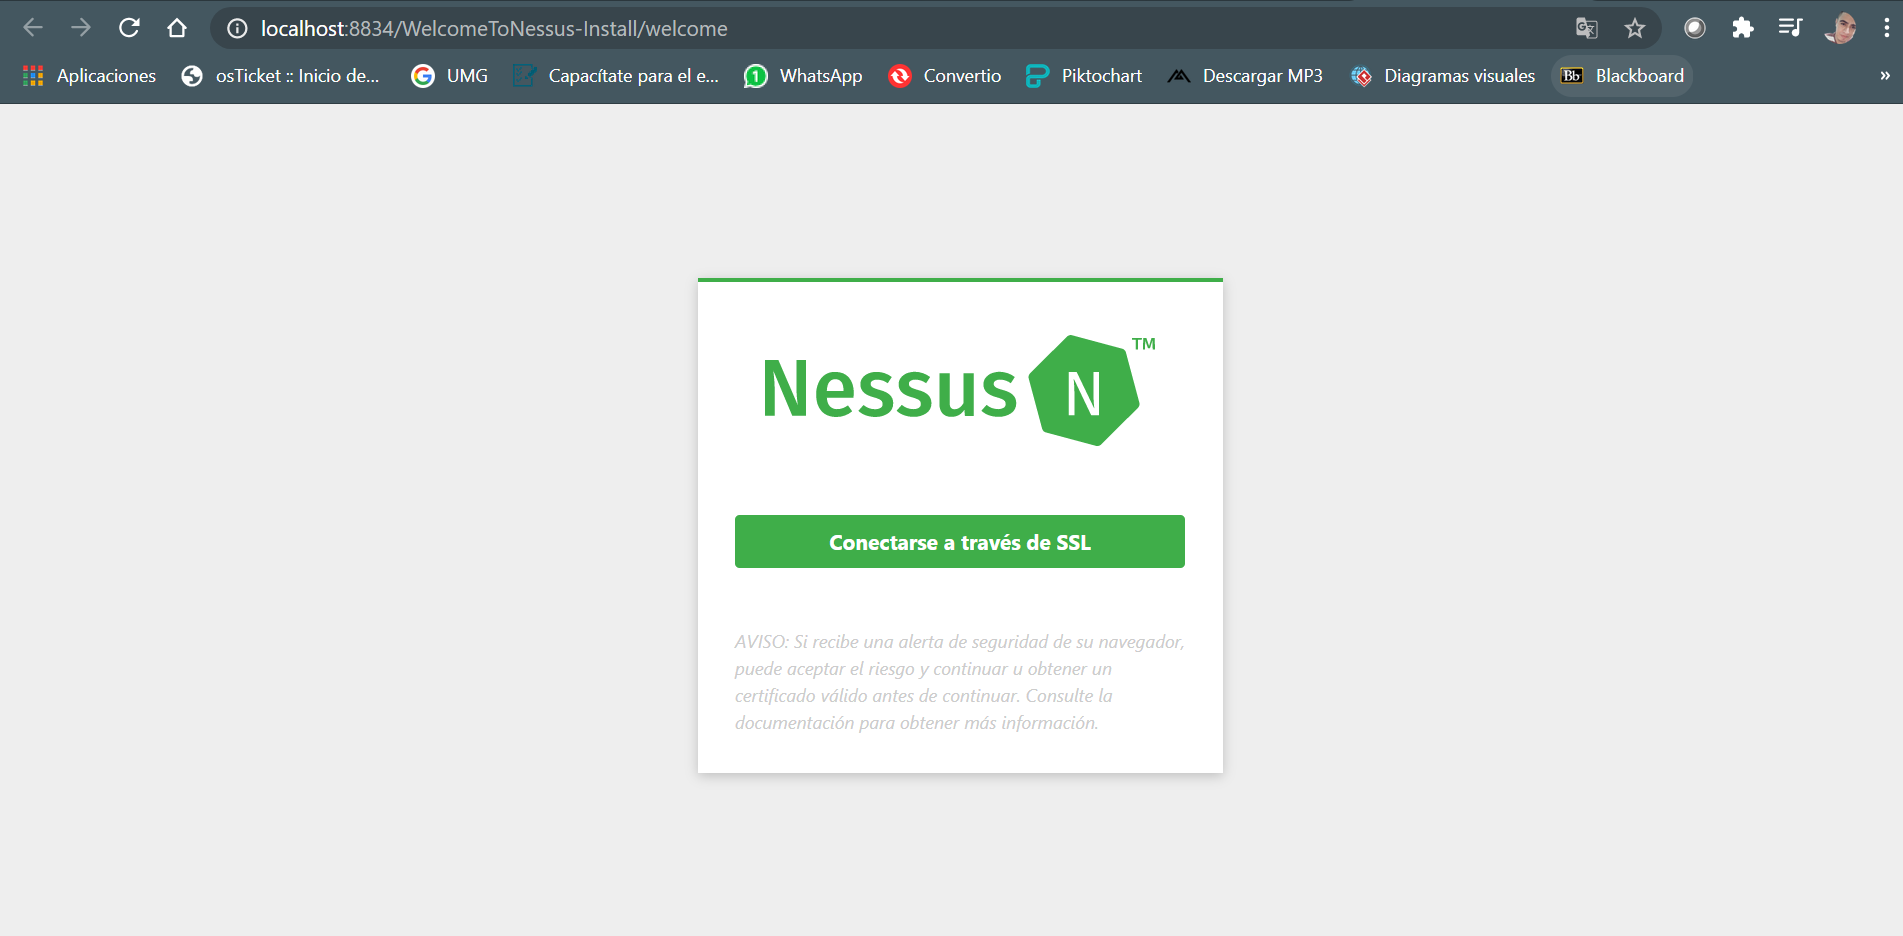 localhost:8834/WelcomeToNessus-Install/welcome
Aplicaciones osTicket :: Inicio de... UMG Capacítate para el e... WhatsApp Convertio Piktochart Descargar MP3 Diagramas visuales Bb Blackboard »
Nessus N TM
Conectarse a través de SSL
AVISO: Si recibe una alerta de seguridad de su navegador,
puede aceptar el riesgo y continuar u obtener un
certificado válido antes de continuar. Consulte la
documentación para obtener más información.